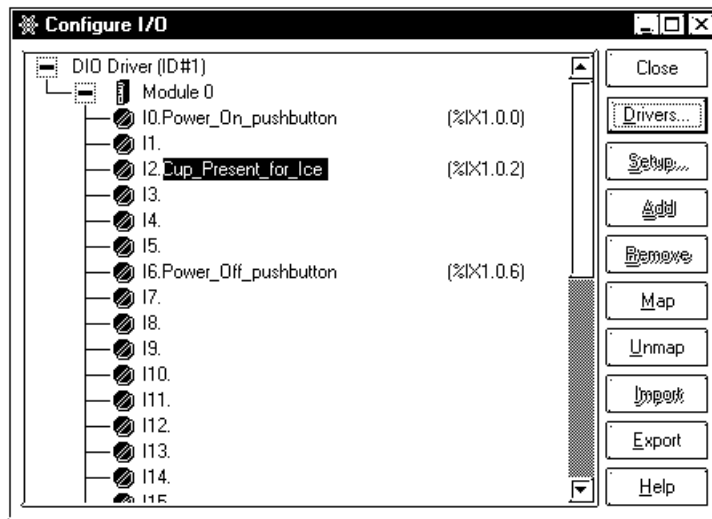 Configure I/O
DIO Driver (ID#1)
Module 0
I0.Power_On_pushbutton (%IX1.0.0)
I1.
I2.Cup_Present_for_Ice (%IX1.0.2)
I3.
I4.
I5.
I6.Power_Off_pushbutton (%IX1.0.6)
I7.
I8.
I9.
I10.
I11.
I12.
I13.
I14.
I15
Close
Drivers...
Setup...
Add
Remove
Map
Unmap
Import
Export
Help